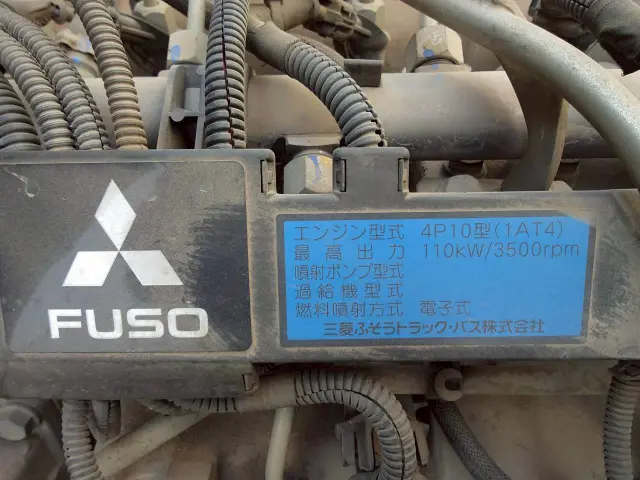 FUSO
エンジン型式 4P10型(1AT4)
最高出力 110kW/3500rpm
噴射ポンプ型式
過給機型式
燃料噴射方式 電子式
三菱ふそうトラック・バス株式会社